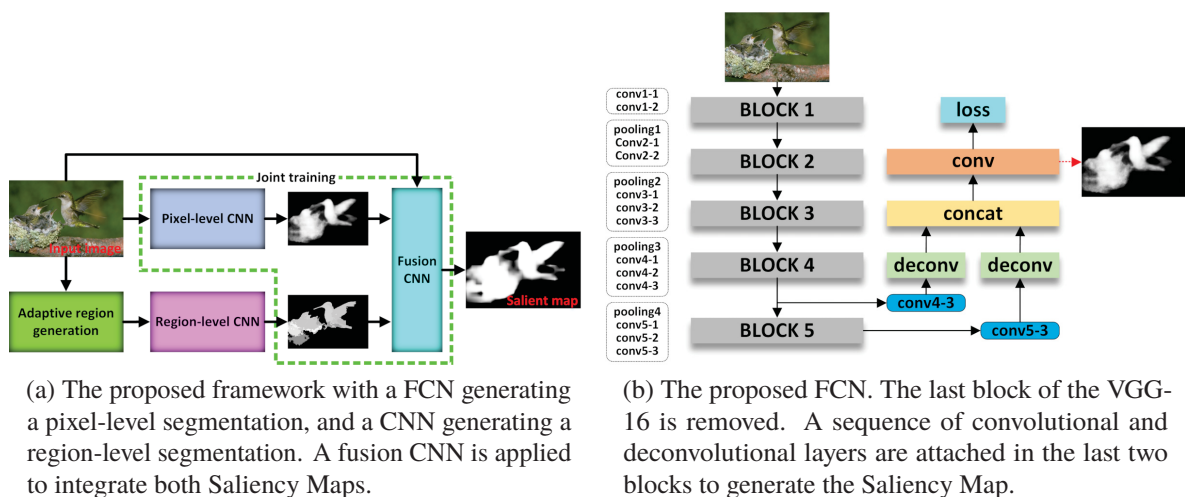 Joint training
Input image
Pixel-level CNN
Fusion
CNN
Salient map
Adaptive region
generation
Region-level CNN
(a) The proposed framework with a FCN generating
a pixel-level segmentation, and a CNN generating a
region-level segmentation. A fusion CNN is applied
to integrate both Saliency Maps.
conv1-1
conv1-2
pooling1
Conv2-1
Conv2-2
pooling2
conv3-1
conv3-2
conv3-3
pooling3
conv4-1
conv4-2
conv4-3
pooling4
conv5-1
conv5-2
conv5-3
BLOCK 1
BLOCK 2
BLOCK 3
BLOCK 4
BLOCK 5
loss
conv
concat
deconv
deconv
conv4-3
conv5-3
(b) The proposed FCN. The last block of the VGG-
16 is removed. A sequence of convolutional and
deconvolutional layers are attached in the last two
blocks to generate the Saliency Map.